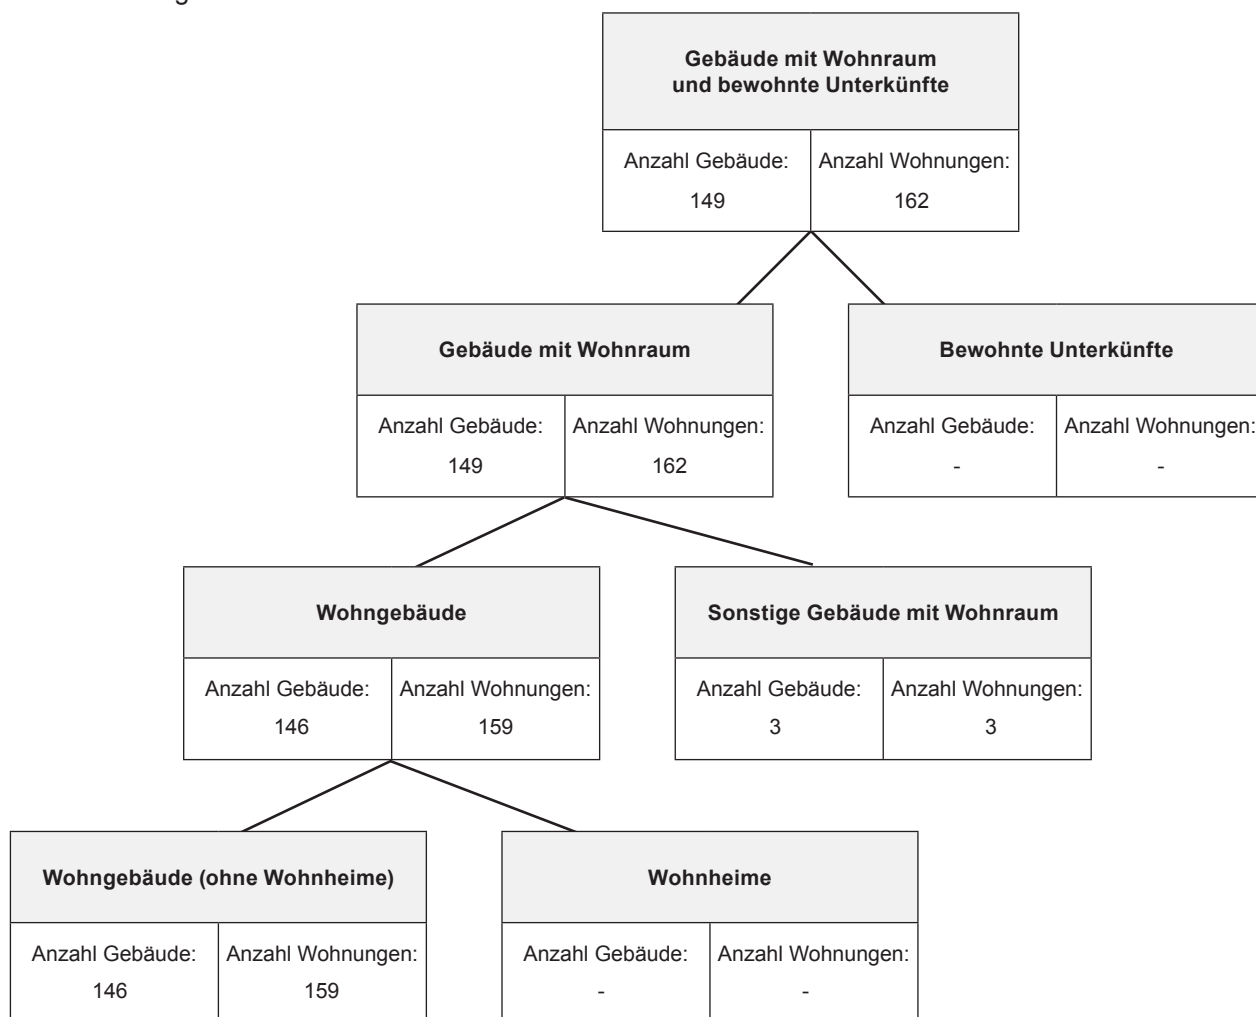 Gebäude mit Wohnraum
und bewohnte Unterkünfte
Anzahl Gebäude: Anzahl Wohnungen:
149 162
Gebäude mit Wohnraum
Anzahl Gebäude: Anzahl Wohnungen:
149 162
Bewohnte Unterkünfte
Anzahl Gebäude: Anzahl Wohnungen:
- -
Wohngebäude
Anzahl Gebäude: Anzahl Wohnungen:
146 159
Sonstige Gebäude mit Wohnraum
Anzahl Gebäude: Anzahl Wohnungen:
3 3
Wohngebäude (ohne Wohnheime)
Anzahl Gebäude: Anzahl Wohnungen:
146 159
Wohnheime
Anzahl Gebäude: Anzahl Wohnungen:
- -